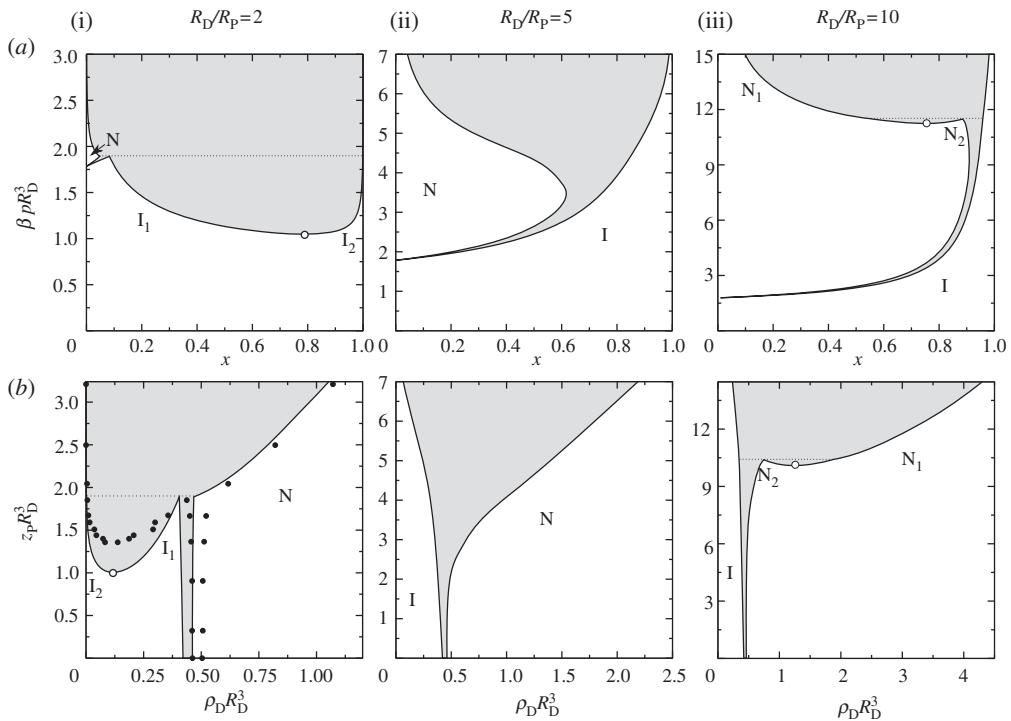 (i) R_D/R_P=2 (ii) R_D/R_P=5 (iii) R_D/R_P=10
(a)
3.0
2.5
2.0
1.5
1.0
0.5
0
0.2 0.4 0.6 0.8 1.0
β pR_D^3
x
N
I_1
I_2
7
6
5
4
3
2
1
0
0.2 0.4 0.6 0.8 1.0
x
N
I
15
12
9
6
3
0
0.2 0.4 0.6 0.8 1.0
x
N_1
N_2
I
(b)
3.0
2.5
2.0
1.5
1.0
0.5
0
0.25 0.50 0.75 1.00
z_P R_D^3
ρ_D R_D^3
I_2
I_1
N
7
6
5
4
3
2
1
0
0.5 1.0 1.5 2.0 2.5
ρ_D R_D^3
I
N
12
9
6
3
0
1 2 3 4
ρ_D R_D^3
N_2
N_1
I